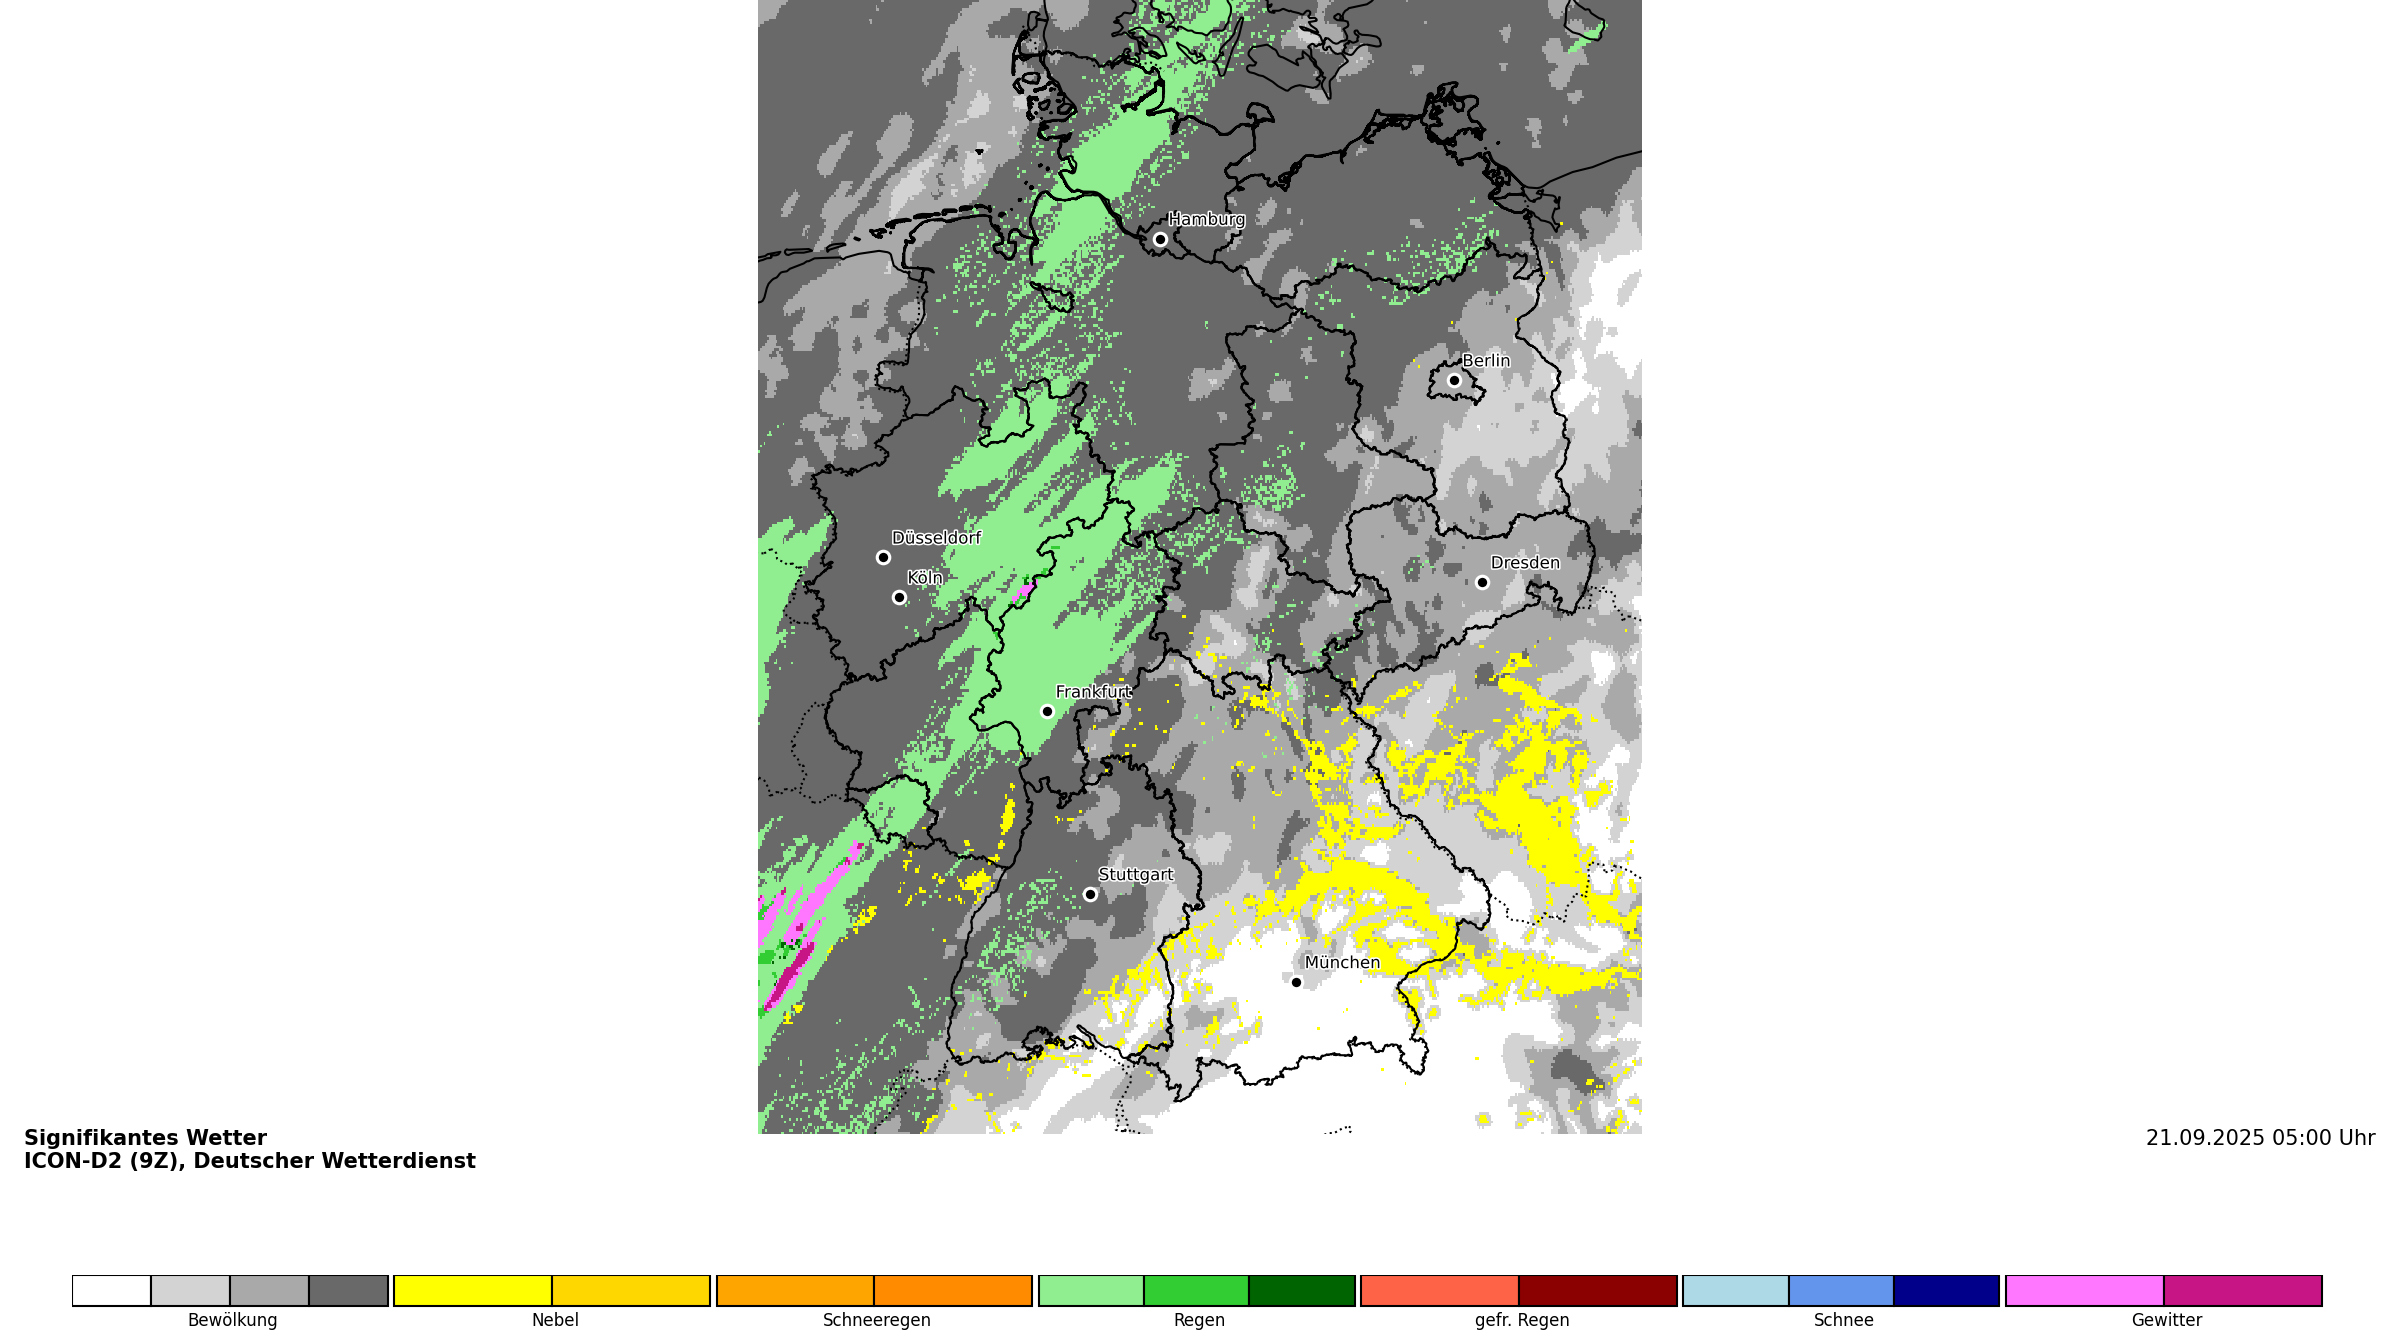 Hamburg
Berlin
Düsseldorf
Köln
Dresden
Frankfurt
Stuttgart
München
Signifikantes Wetter
ICON-D2 (9Z), Deutscher Wetterdienst
21.09.2025 05:00 Uhr
Bewölkung
Nebel
Schneeregen
Regen
gefr. Regen
Schnee
Gewitter